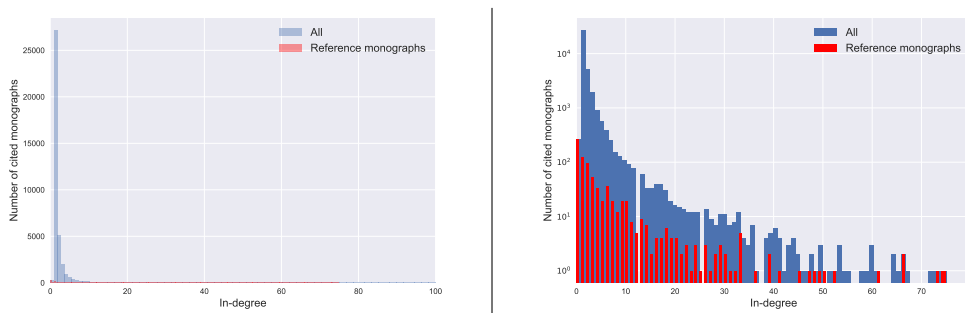 All
Reference monographs
Number of cited monographs
25000
20000
15000
10000
5000
0
0 20 40 60 80 100
In-degree
All
Reference monographs
Number of cited monographs
10⁴
10³
10²
10¹
10⁰
0 10 20 30 40 50 60 70
In-degree